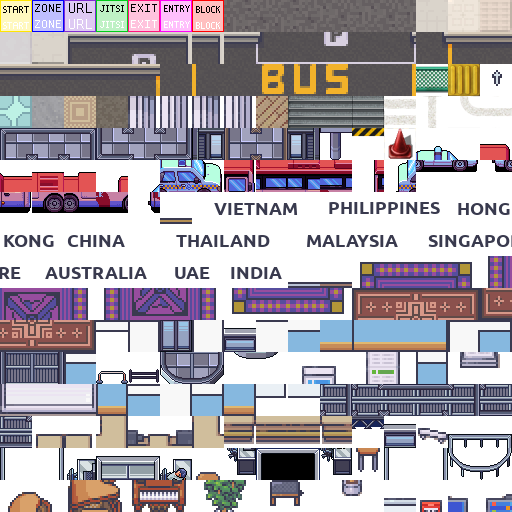 START ZONE URL JITSI EXIT ENTRY BLOCK
START ZONE URL JITSI EXIT ENTRY BLOCK
BUS
VIETNAM PHILIPPINES HONG
KONG CHINA THAILAND MALAYSIA SINGAPO
RE AUSTRALIA UAE INDIA